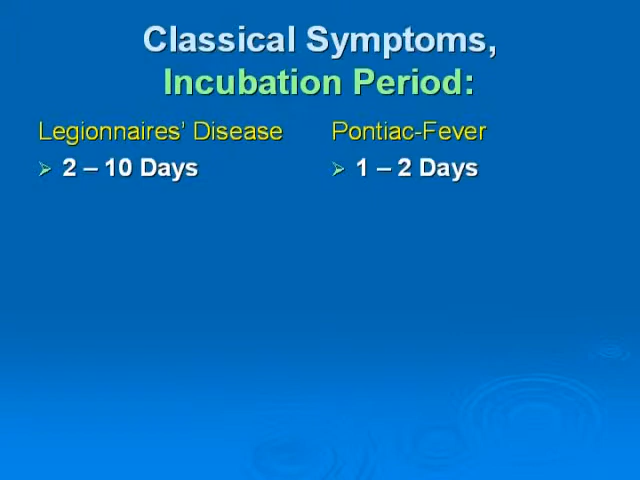 Classical Symptoms,
Incubation Period:
Legionnaires’ Disease
2 – 10 Days
Pontiac-Fever
1 – 2 Days